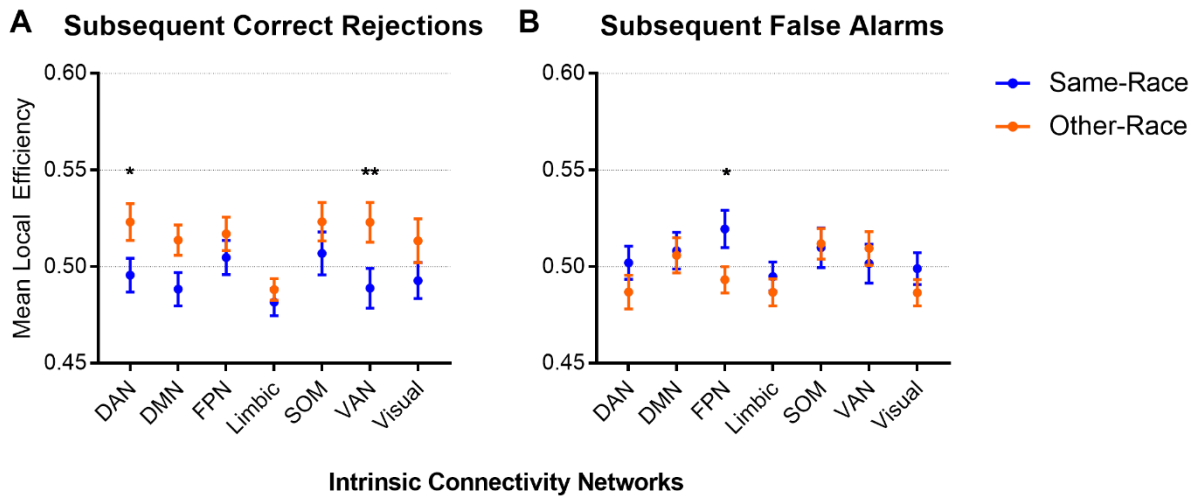 A Subsequent Correct Rejections
B Subsequent False Alarms
Same-Race
Other-Race
Mean Local Efficiency
0.60
0.55
0.50
0.45
*
**
DAN
DMN
FPN
Limbic
SOM
VAN
Visual
0.60
0.55
0.50
0.45
*
DAN
DMN
FPN
Limbic
SOM
VAN
Visual
Intrinsic Connectivity Networks